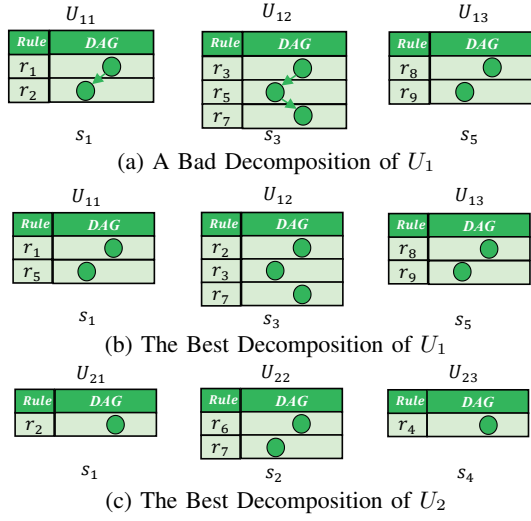 U₁₁ U₁₂ U₁₃
Rule DAG Rule DAG Rule DAG
r₁ r₃ r₈
r₂ r₅ r₉
r₇
s₁ s₃ s₅
(a) A Bad Decomposition of U₁
U₁₁ U₁₂ U₁₃
Rule DAG Rule DAG Rule DAG
r₁ r₂ r₈
r₅ r₃ r₉
r₇
s₁ s₃ s₅
(b) The Best Decomposition of U₁
U₂₁ U₂₂ U₂₃
Rule DAG Rule DAG Rule DAG
r₂ r₆ r₄
r₇
s₁ s₂ s₄
(c) The Best Decomposition of U₂